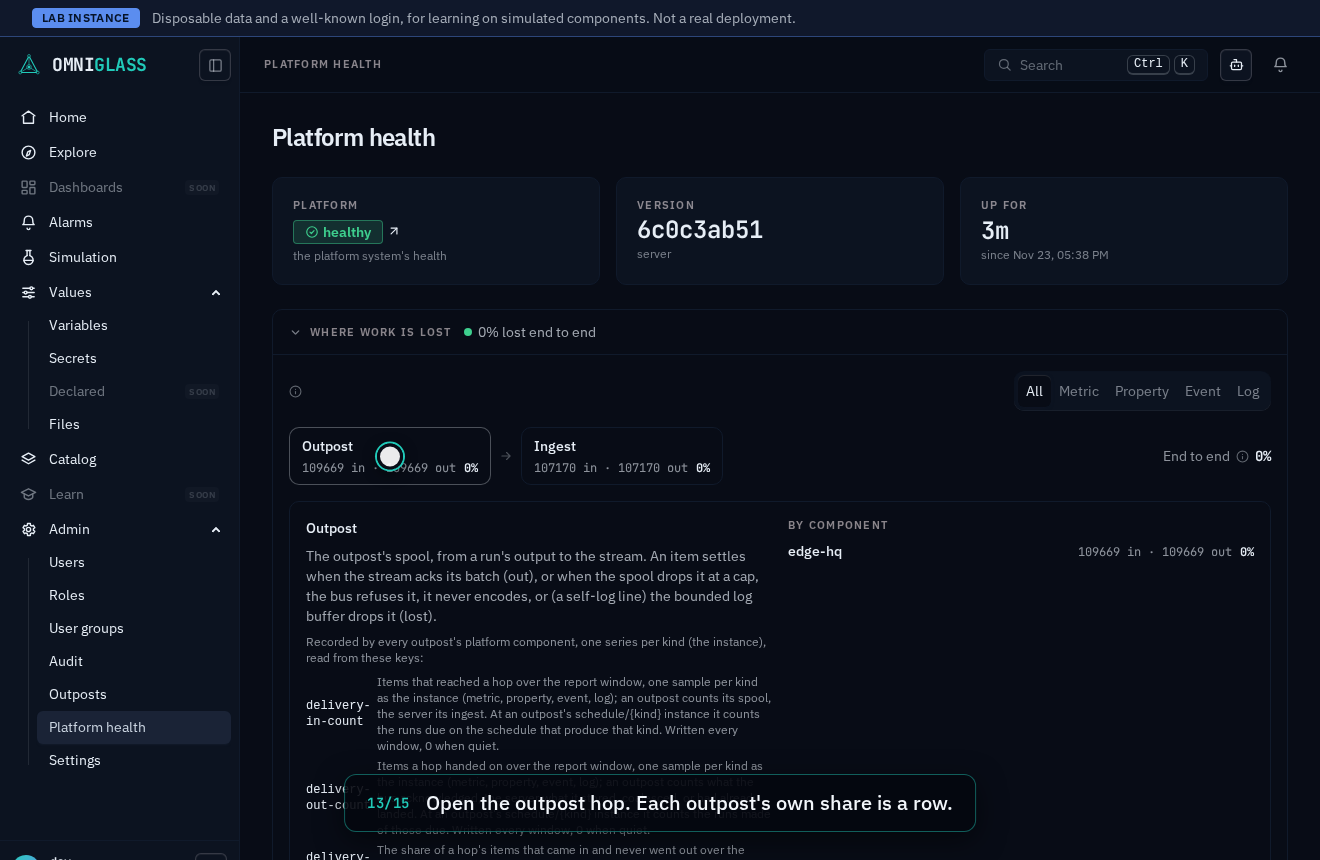 LAB INSTANCE Disposable data and a well-known login, for learning on simulated components. Not a real deployment.
OMNIGLASS
PLATFORM HEALTH
Search Ctrl K
Home
Explore
Dashboards SOON
Alarms
Simulation
Values
Variables
Secrets
Declared SOON
Files
Catalog
Learn SOON
Admin
Users
Roles
User groups
Audit
Outposts
Platform health
Settings
Platform health
PLATFORM
healthy
the platform system's health
VERSION
6c0c3ab51
server
UP FOR
3m
since Nov 23, 05:38 PM
WHERE WORK IS LOST 0% lost end to end
All Metric Property Event Log
Outpost
109669 in · out 0%
Ingest
107170 in · 107170 out 0%
End to end 0%
Outpost
The outpost's spool, from a run's output to the stream. An item settles
when the stream acks its batch (out), or when the spool drops it at a cap,
the bus refuses it, it never encodes, or (a self-log line) the bounded log
buffer drops it (lost).
Recorded by every outpost's platform component, one series per kind (the instance),
read from these keys:
delivery-
in-count
Items that reached a hop over the report window, one sample per kind
as the instance (metric, property, event, log); an outpost counts its spool,
the server its ingest. At an outpost's schedule/{kind} instance it counts
the runs due on the schedule that produce that kind. Written every
window, 0 when quiet.
Items a hop handed on over the report window, one sample per kind as
The share of a hop's items that came in and never went out over the
BY COMPONENT
edge-hq 109669 in · 109669 out 0%
13/15 Open the outpost hop. Each outpost's own share is a row.